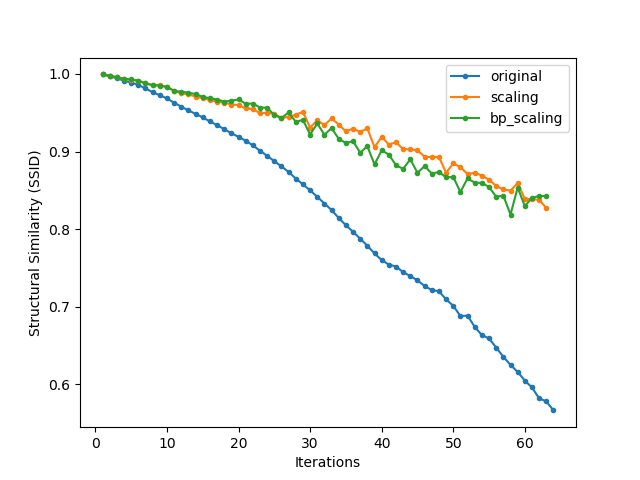 original
scaling
bp_scaling
1.0
0.9
0.8
0.7
0.6
Structural Similarity (SSID)
0 10 20 30 40 50 60
Iterations